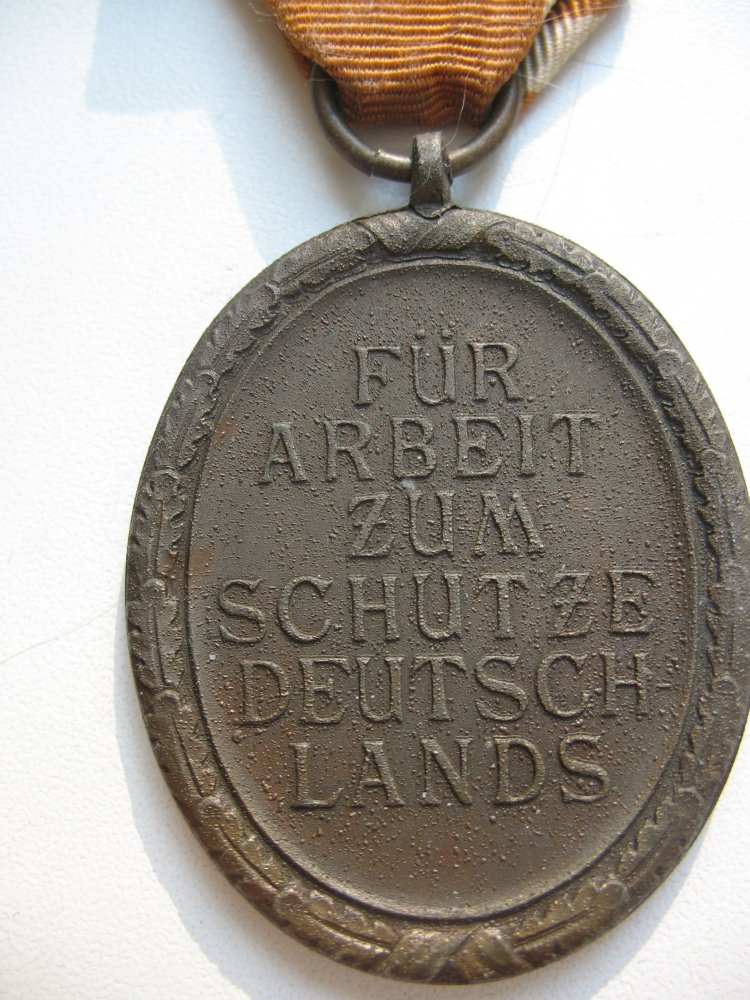 FÜR
ARBEIT
ZUM
SCHUTZE
DEUTSCH-
LANDS